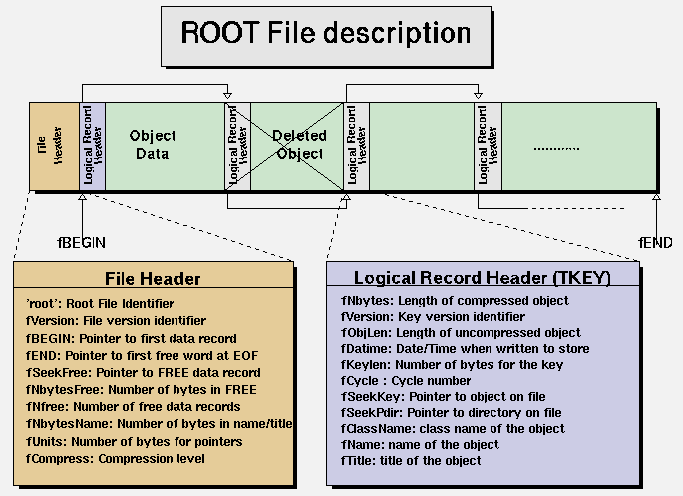 ROOT File description
File Header
Logical Record Header
Object Data
Logical Record Header
Deleted Object
Logical Record Header
Logical Record Header
............
fBEGIN
fEND
File Header
'root': Root File Identifier
fVersion: File version identifier
fBEGIN: Pointer to first data record
fEND: Pointer to first free word at EOF
fSeekFree: Pointer to FREE data record
fNbytesFree: Number of bytes in FREE
fNfree: Number of free data records
fNbytesName: Number of bytes in name/title
fUnits: Number of bytes for pointers
fCompress: Compression level
Logical Record Header (TKEY)
fNbytes: Length of compressed object
fVersion: Key version identifier
fObjLen: Length of uncompressed object
fDatime: Date/Time when written to store
fKeylen: Number of bytes for the key
fCycle : Cycle number
fSeekKey: Pointer to object on file
fSeekPdir: Pointer to directory on file
fClassName: class name of the object
fName: name of the object
fTitle: title of the object